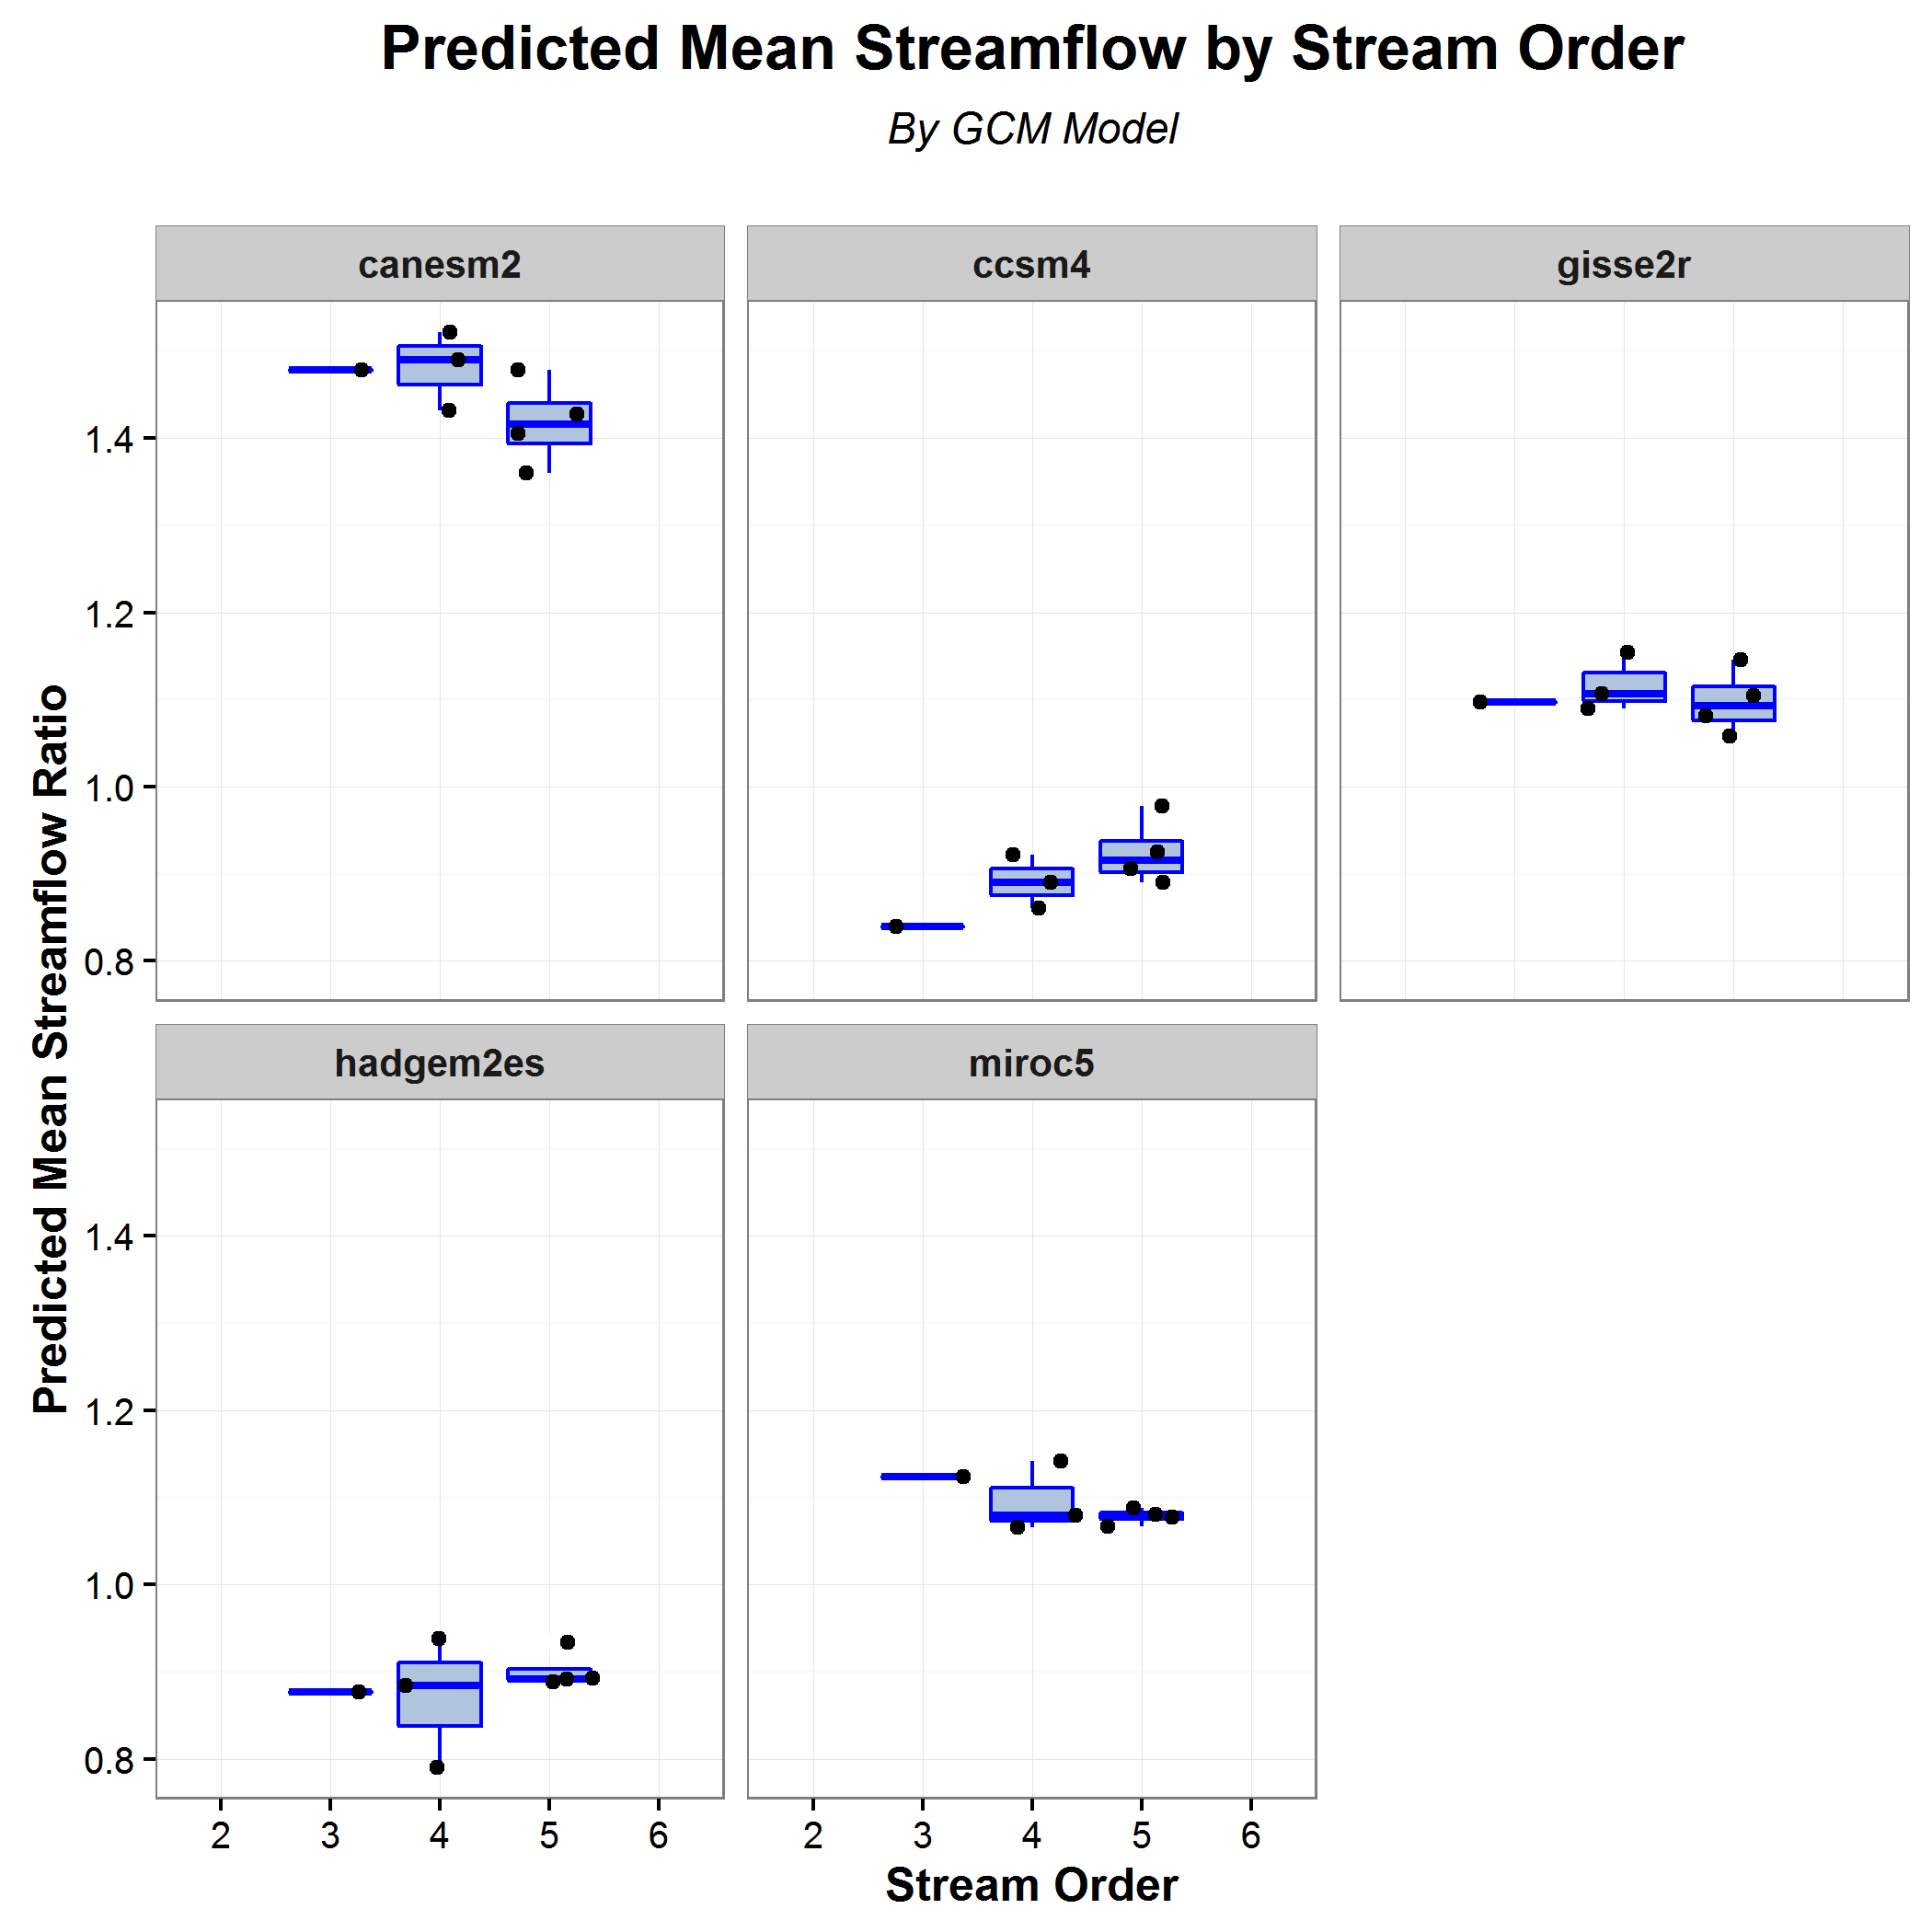 Predicted Mean Streamflow by Stream Order
By GCM Model
canesm2
ccsm4
gisse2r
1.4
1.2
1.0
0.8
Predicted Mean Streamflow Ratio
hadgem2es
miroc5
1.4
1.2
1.0
0.8
2 3 4 5 6
2 3 4 5 6
Stream Order